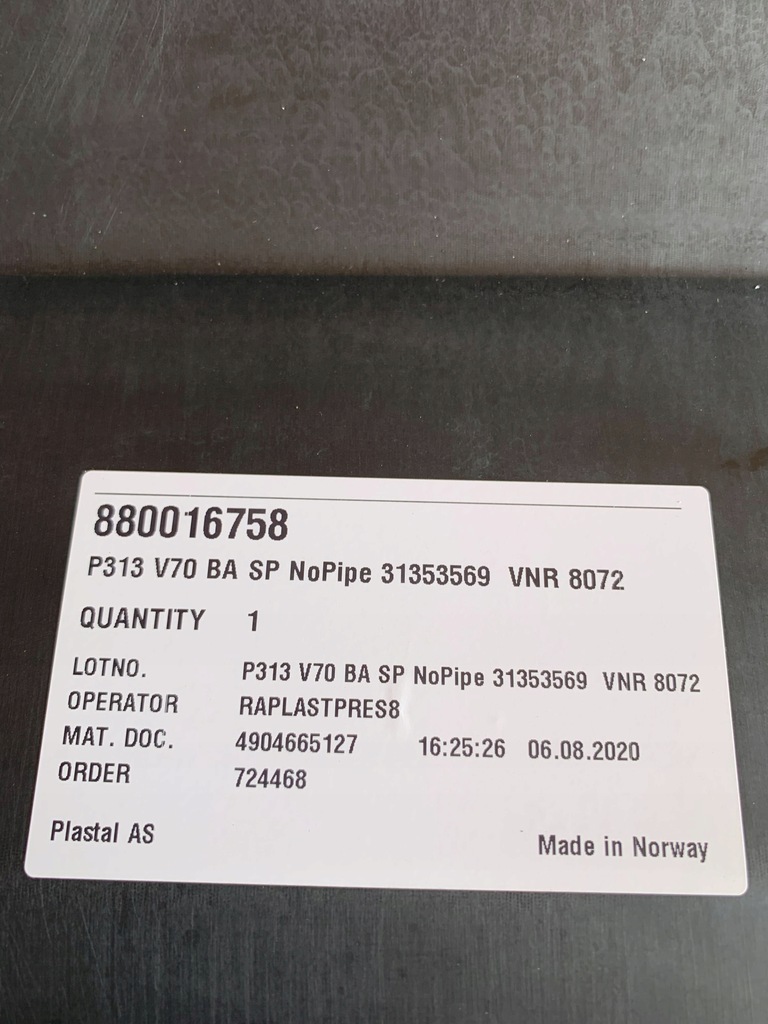 880016758
P313 V70 BA SP NoPipe 31353569 VNR 8072
QUANTITY 1
LOTNO. P313 V70 BA SP NoPipe 31353569 VNR 8072
OPERATOR RAPLASTPRES8
MAT. DOC. 4904665127 16:25:26 06.08.2020
ORDER 724468
Plastal AS Made in Norway